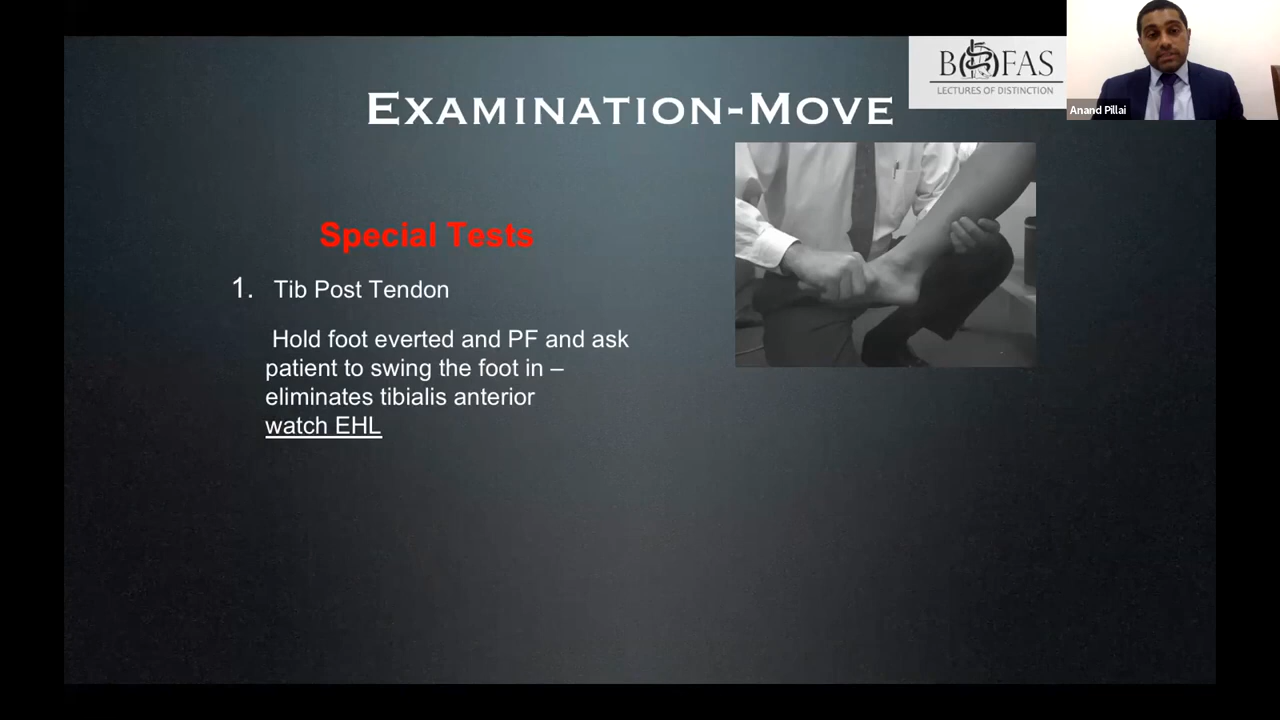 EXAMINATION-MOVE
BOFAS
LECTURES OF DISTINCTION
Anand Pillai
Special Tests
1. Tib Post Tendon
Hold foot everted and PF and ask
patient to swing the foot in –
eliminates tibialis anterior
watch EHL